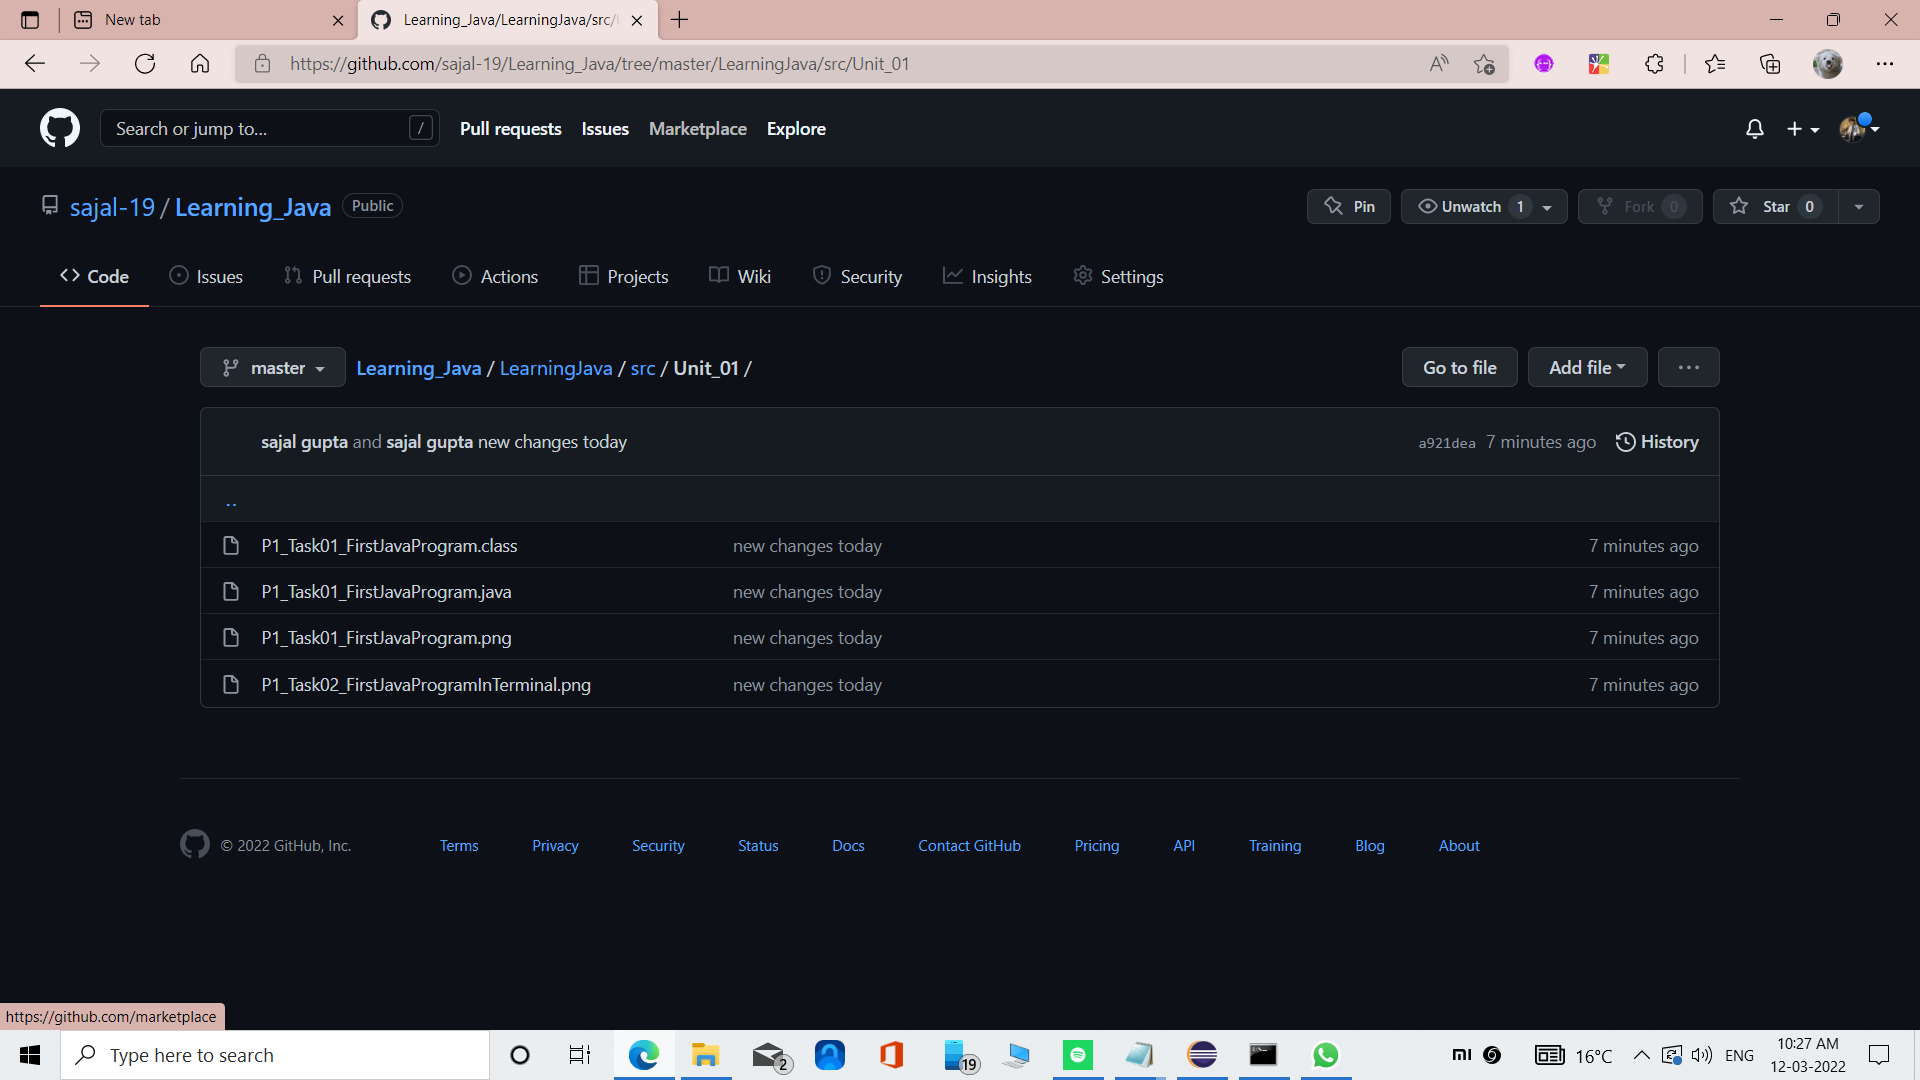 New tab
Learning_Java/LearningJava/src/
https://github.com/sajal-19/Learning_Java/tree/master/LearningJava/src/Unit_01
Search or jump to... /
Pull requests Issues Marketplace Explore
sajal-19 / Learning_Java Public
Pin Unwatch 1 Fork 0 Star 0
Code Issues Pull requests Actions Projects Wiki Security Insights Settings
master Learning_Java / LearningJava / src / Unit_01 /
Go to file Add file ...
sajal gupta and sajal gupta new changes today a921dea 7 minutes ago History
..
P1_Task01_FirstJavaProgram.class new changes today 7 minutes ago
P1_Task01_FirstJavaProgram.java new changes today 7 minutes ago
P1_Task01_FirstJavaProgram.png new changes today 7 minutes ago
P1_Task02_FirstJavaProgramInTerminal.png new changes today 7 minutes ago
© 2022 GitHub, Inc. Terms Privacy Security Status Docs Contact GitHub Pricing API Training Blog About
https://github.com/marketplace
Type here to search
2
19
mi
16°C
ENG
10:27 AM
12-03-2022